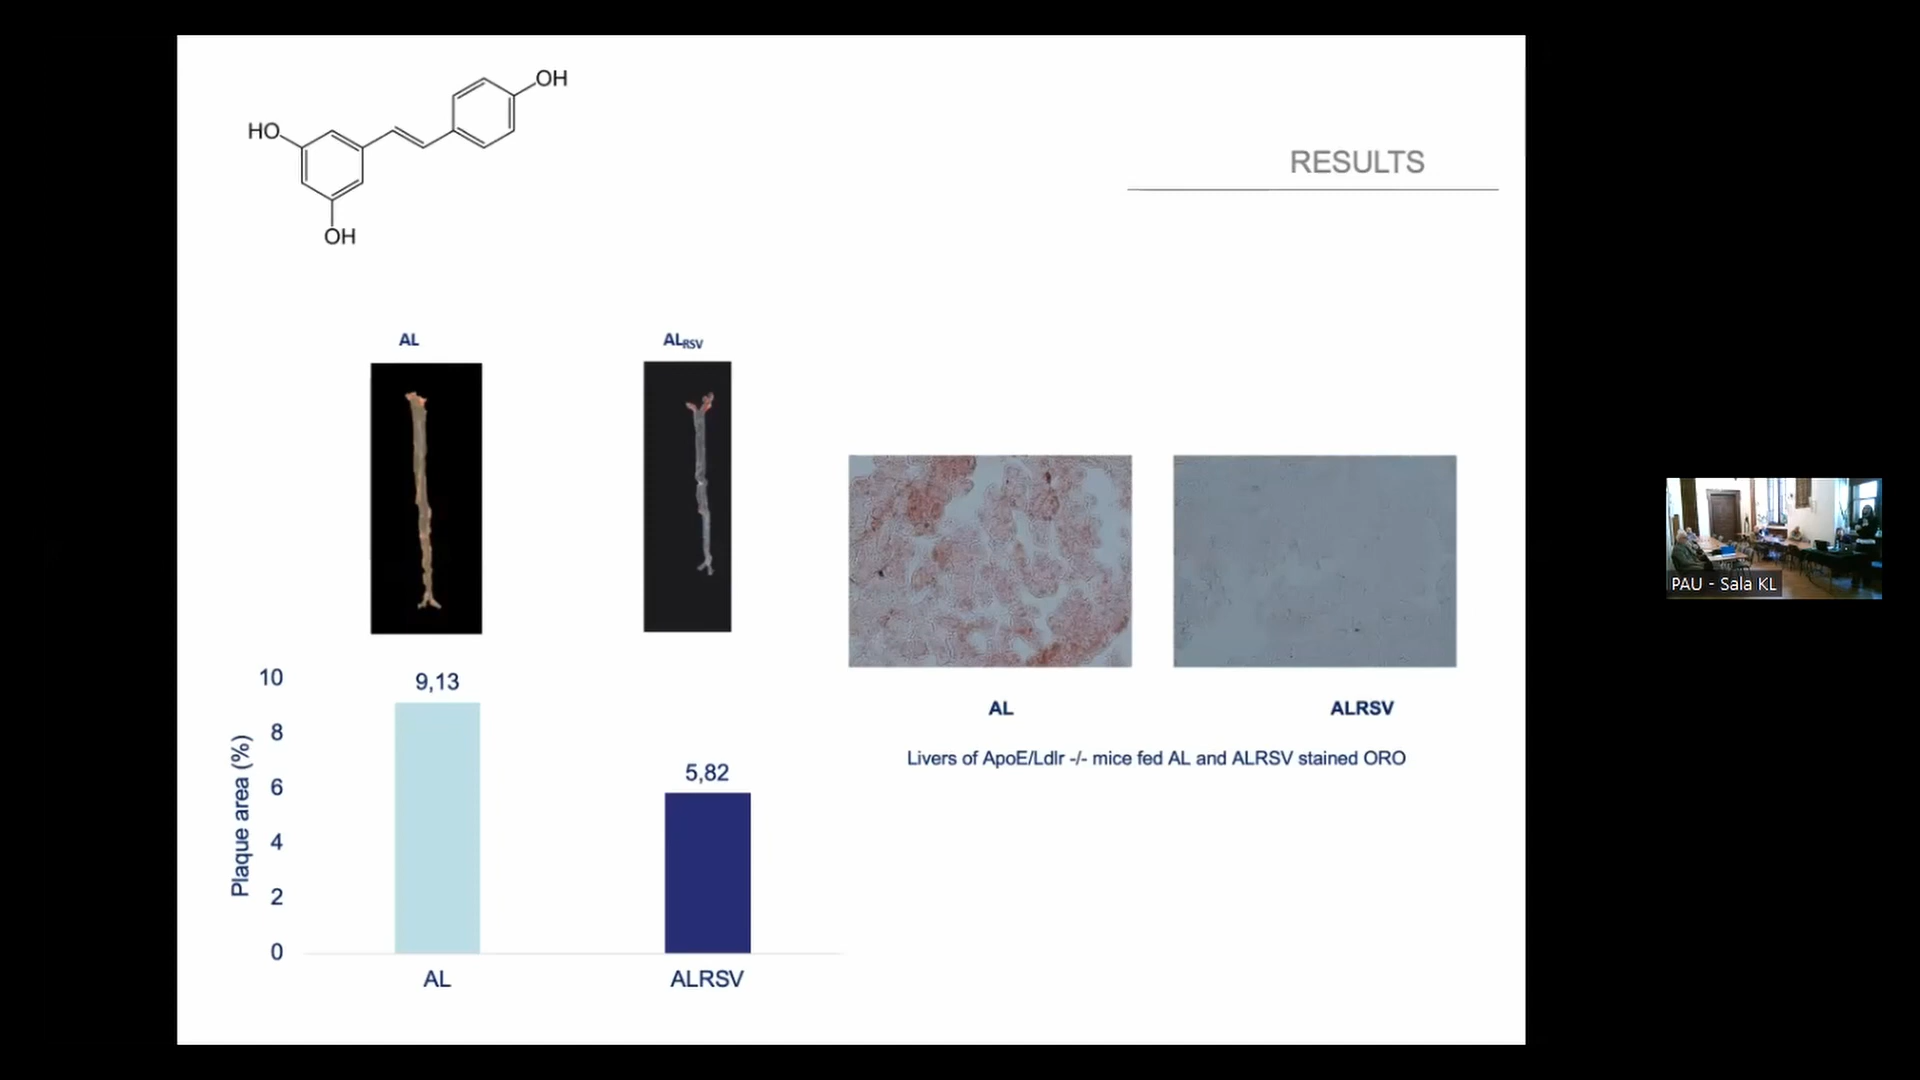 OH
HO
OH
RESULTS
AL
ALRSV
10
9,13
8
5,82
6
4
2
0
Plaque area (%)
AL
ALRSV
AL
ALRSV
Livers of ApoE/Ldlr -/- mice fed AL and ALRSV stained ORO
PAU - Sala KL